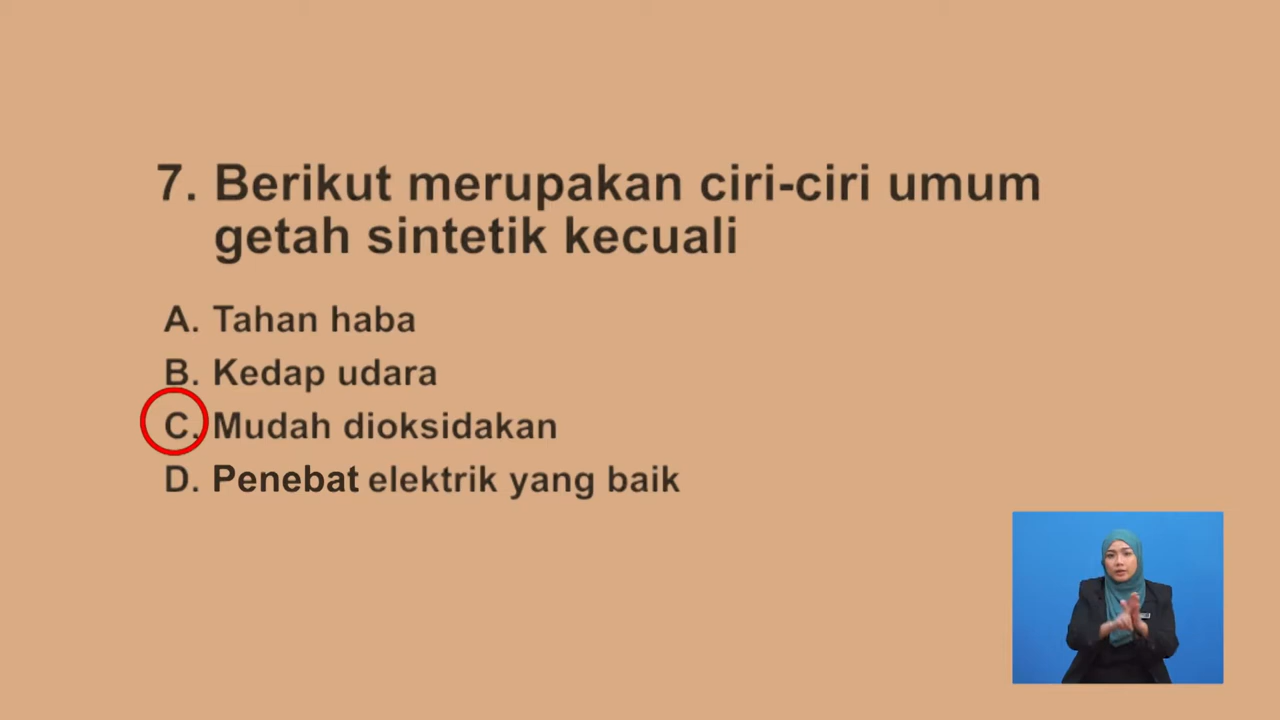 7. Berikut merupakan ciri-ciri umum
getah sintetik kecuali
A. Tahan haba
B. Kedap udara
C. Mudah dioksidakan
D. Penebat elektrik yang baik